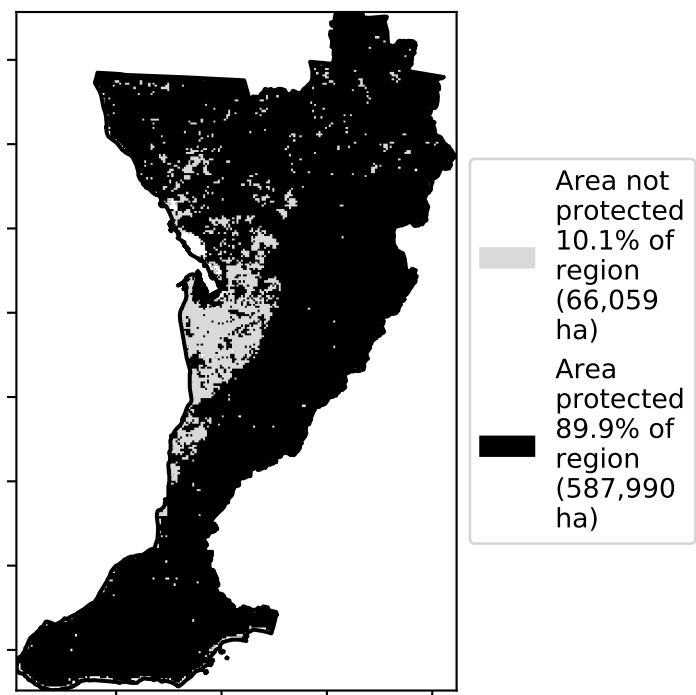 Area not
protected
10.1% of
region
(66,059
ha)
Area
protected
89.9% of
region
(587,990
ha)